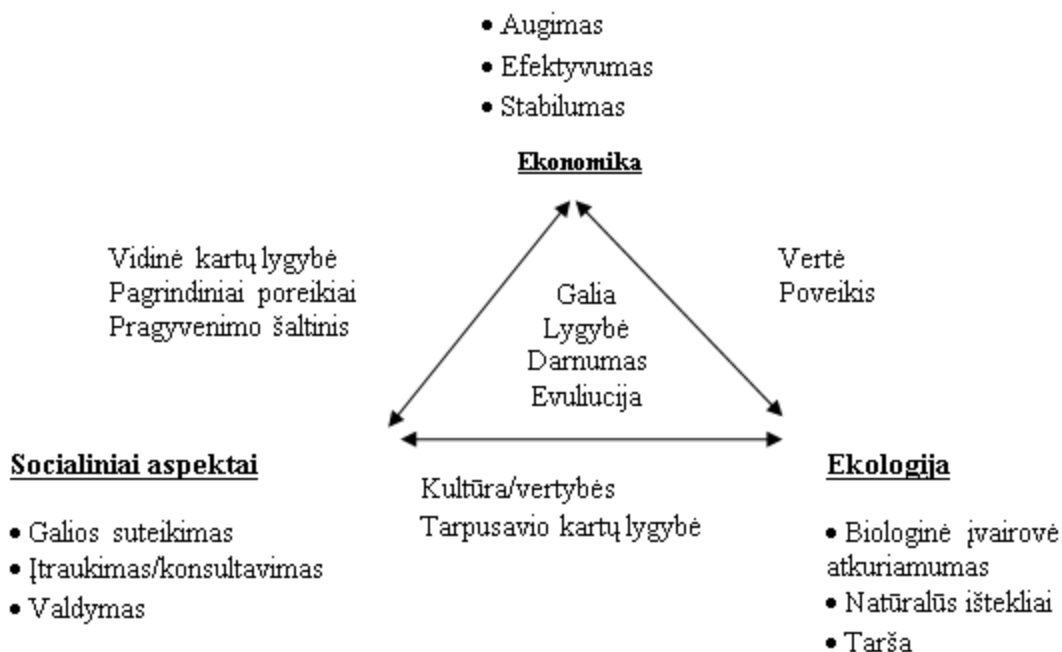 • Augimas
• Efektyvumas
• Stabilumas
Ekonomika
Vidinė kartų lygybė
Pagrindiniai poreikiai
Pragyvenimo šaltinis
Vertė
Poveikis
Galia
Lygybė
Darnumas
Evuliucija
Socialiniai aspektai
• Galios suteikimas
• Įtraukimas/konsultavimas
• Valdymas
Kultūra/vertybės
Tarpusavio kartų lygybė
Ekologija
• Biologinė įvairovė
atkuriamumas
• Natūralūs ištekliai
• Tarša